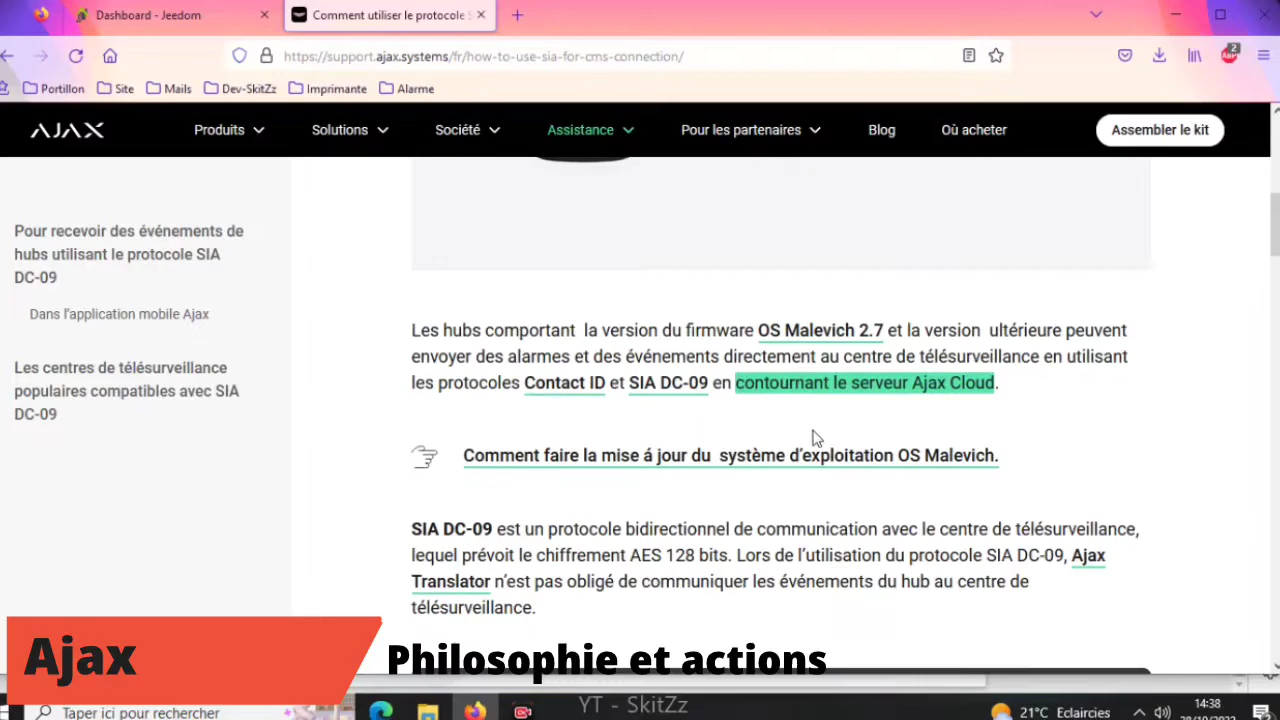 Dashboard - Jeedom
Comment utiliser le protocole S
https://support.ajax.systems/fr/how-to-use-sia-for-cms-connection/
2
Portillon Site Mails Dev-SkitZz Imprimante Alarme
AJAX Produits Solutions Société Assistance Pour les partenaires Blog Où acheter Assembler le kit
Pour recevoir des événements de
hubs utilisant le protocole SIA
DC-09
Dans l'application mobile Ajax
Les centres de télésurveillance
populaires compatibles avec SIA
DC-09
Les hubs comportant la version du firmware OS Malevich 2.7 et la version ultérieure peuvent
envoyer des alarmes et des événements directement au centre de télésurveillance en utilisant
les protocoles Contact ID et SIA DC-09 en contournant le serveur Ajax Cloud.
Comment faire la mise á jour du système d'exploitation OS Malevich.
SIA DC-09 est un protocole bidirectionnel de communication avec le centre de télésurveillance,
lequel prévoit le chiffrement AES 128 bits. Lors de l'utilisation du protocole SIA DC-09, Ajax
Translator n'est pas obligé de communiquer les événements du hub au centre de
télésurveillance.
Ajax
Philosophie et actions
Taper ici pour rechercher
YT - SkitZz
21°C Eclaircies
14:38